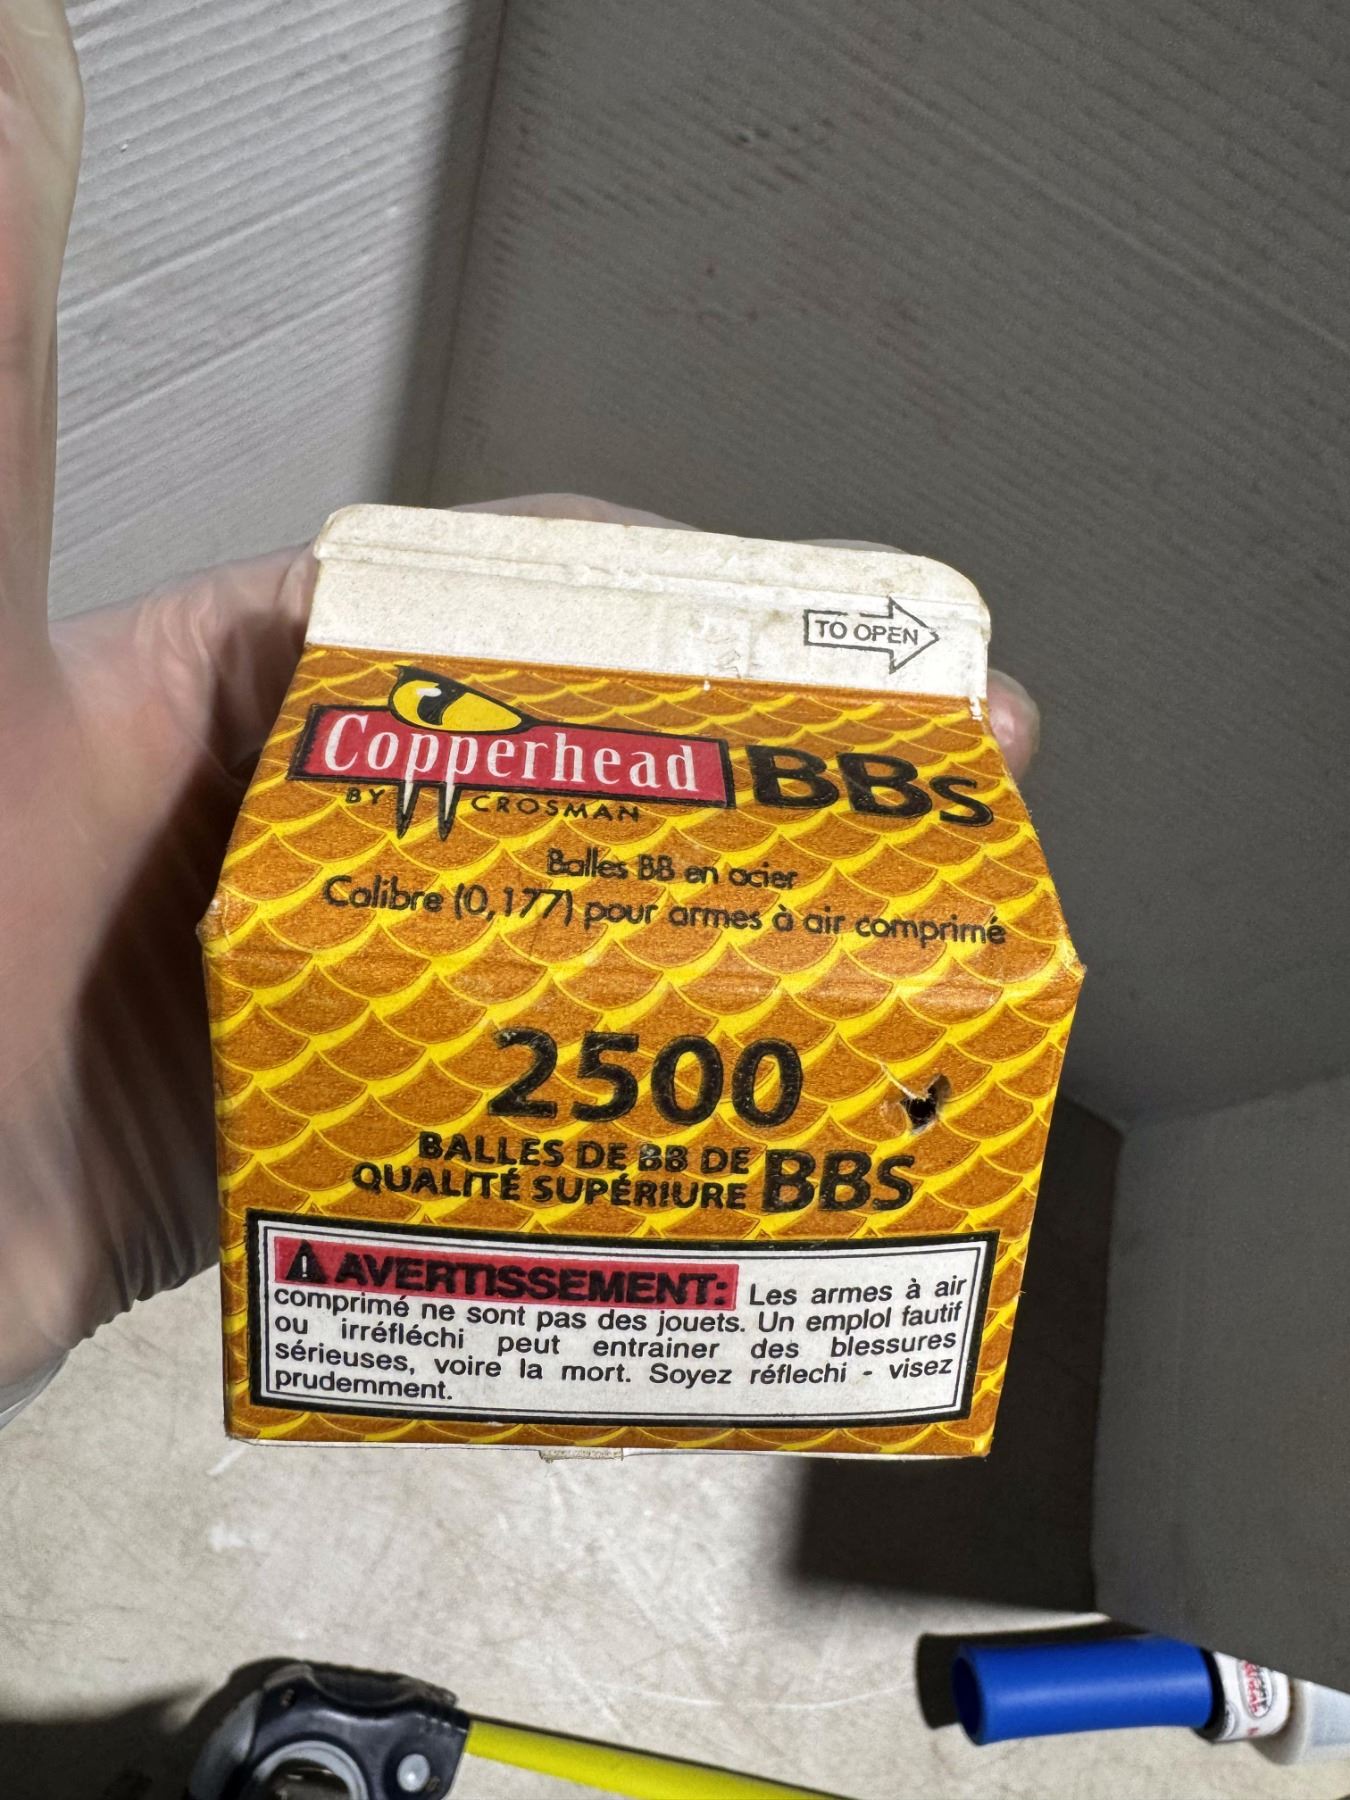 TO OPEN
Copperhead BBs
BY CROSMAN
Balles BB en acier
Calibre (0,177) pour armes à air comprimé
2500
BALLES DE BB DE
QUALITÉ SUPÉRIURE BBS
AVERTISSEMENT: Les armes à air
comprimé ne sont pas des jouets. Un emploi fautif
ou irréfléchi peut entrainer des blessures
sérieuses, voire la mort. Soyez réflechi - visez
prudemment.